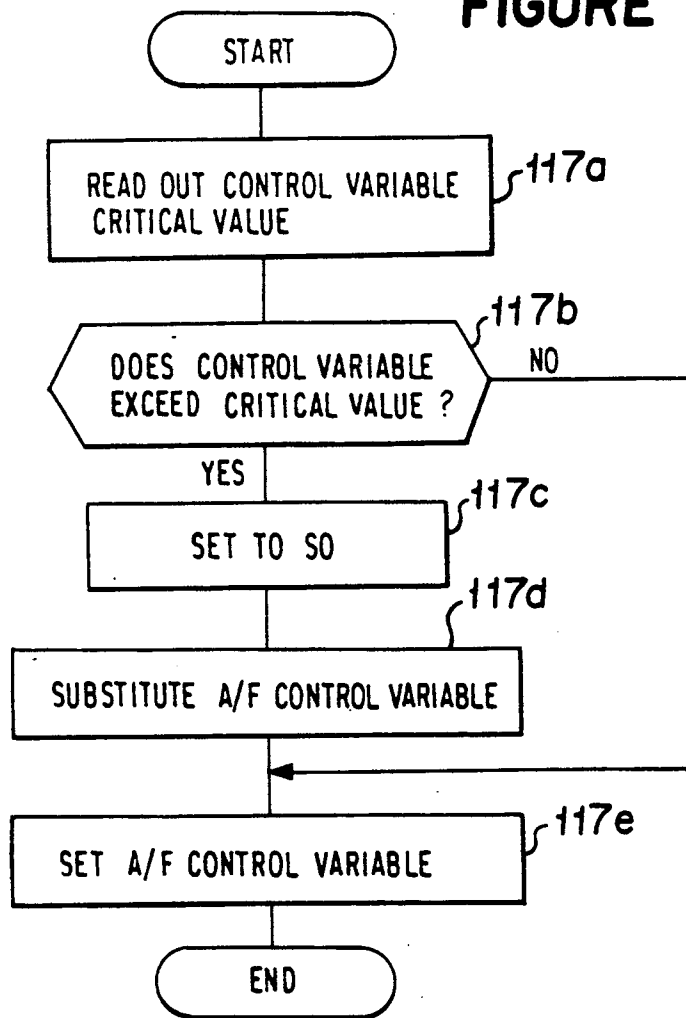 FIGURE
START
READ OUT CONTROL VARIABLE
CRITICAL VALUE
117a
DOES CONTROL VARIABLE
EXCEED CRITICAL VALUE ?
117b
NO
YES
SET TO SO
117c
SUBSTITUTE A/F CONTROL VARIABLE
117d
SET A/F CONTROL VARIABLE
117e
END